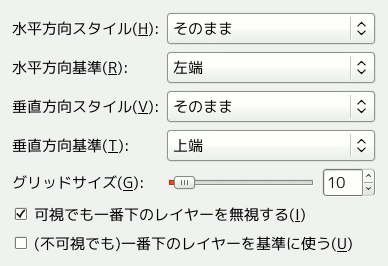 水平方向スタイル(H): そのまま
水平方向基準(R): 左端
垂直方向スタイル(V): そのまま
垂直方向基準(T): 上端
グリッドサイズ(G): 10
可視でも一番下のレイヤーを無視する(I)
(不可視でも)一番下のレイヤーを基準に使う(U)